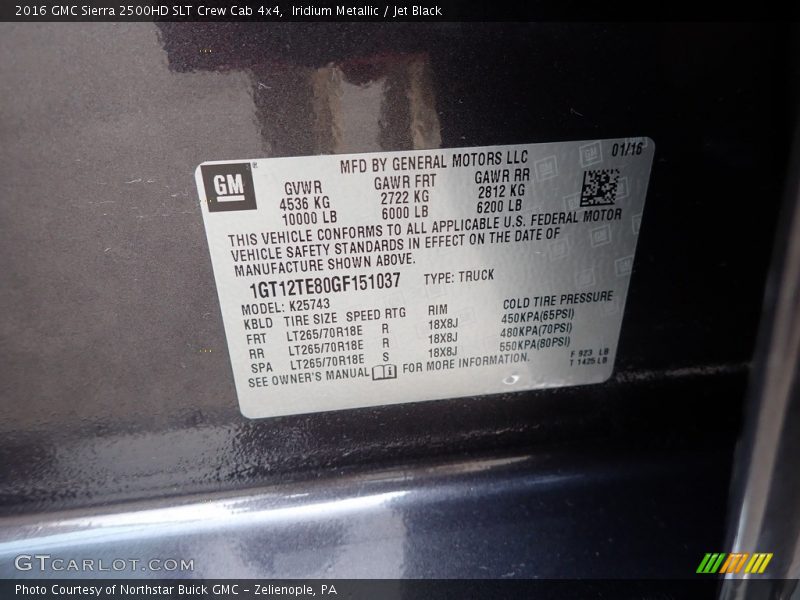 2016 GMC Sierra 2500HD SLT Crew Cab 4x4, Iridium Metallic / Jet Black
GM ®
MFD BY GENERAL MOTORS LLC 01/16
GVWR GAWR FRT GAWR RR
4536 KG 2722 KG 2812 KG
10000 LB 6000 LB 6200 LB
THIS VEHICLE CONFORMS TO ALL APPLICABLE U.S. FEDERAL MOTOR
VEHICLE SAFETY STANDARDS IN EFFECT ON THE DATE OF
MANUFACTURE SHOWN ABOVE.
1GT12TE80GF151037 TYPE: TRUCK
MODEL: K25743
KBLD TIRE SIZE SPEED RTG RIM COLD TIRE PRESSURE
FRT LT265/70R18E R 18X8J 450KPA(65PSI)
RR LT265/70R18E R 18X8J 480KPA(70PSI)
SPA LT265/70R18E S 18X8J 550KPA(80PSI)
SEE OWNER'S MANUAL FOR MORE INFORMATION.
F 923 LB
T 1425 LB
GTCARLOT.COM
Photo Courtesy of Northstar Buick GMC - Zelienople, PA